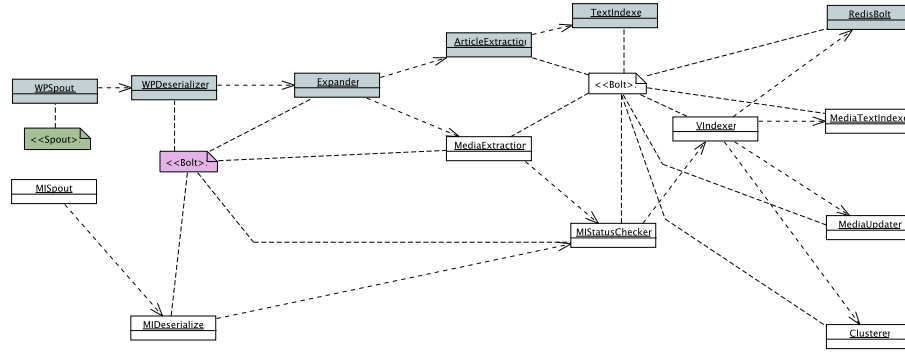 TextIndexe
RedisBolt
ArticleExtractio
WPSpout
WPDeserializer
Expander
<<Bolt>>
<<Spout>>
VIndexer
MediaTextIndexe
MediaExtraction
<<Bolt>>
MISpout
MIStatusChecker
MediaUpdater
MIDeserialize
Clusterer